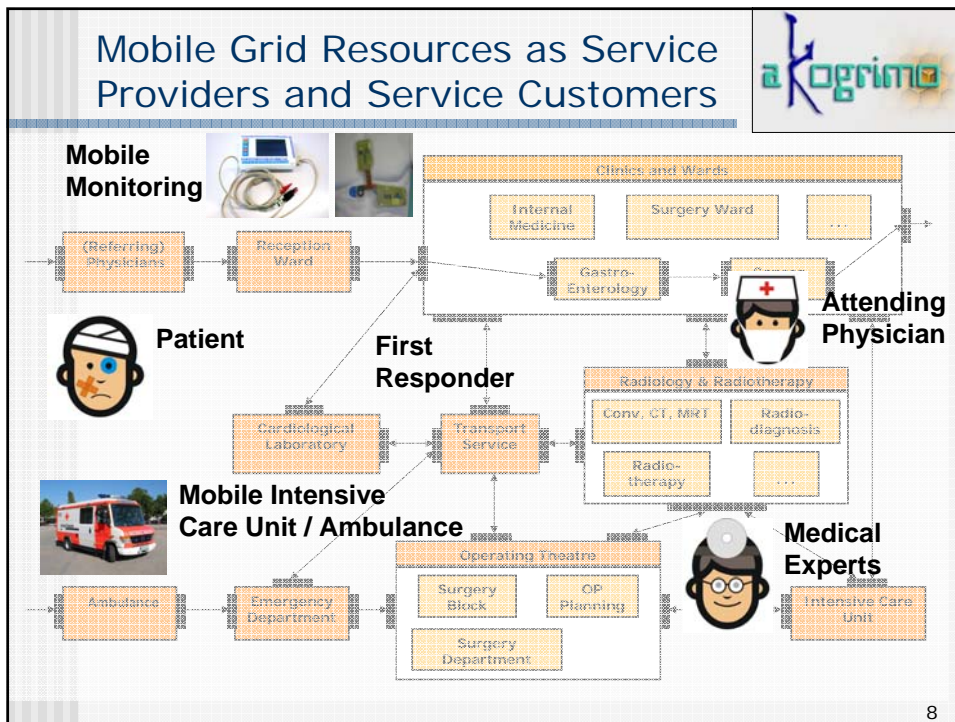 Mobile Grid Resources as Service
Providers and Service Customers
akogrimo
Mobile
Monitoring
Clinics and Wards
Internal
Medicine
Surgery Ward
. . .
(Referring)
Physicians
Reception
Ward
Gastro-
Enterology
Attending
Physician
Patient
First
Responder
Radiology & Radiotherapy
Conv, CT, MRT
Radio-
diagnosis
Cardiological
Laboratory
Transport
Service
Radio-
therapy
. . .
Mobile Intensive
Care Unit / Ambulance
Medical
Experts
Operating Theatre
Ambulance
Emergency
Department
Surgery
Block
OP
Planning
Intensive Care
Unit
Surgery
Department
8